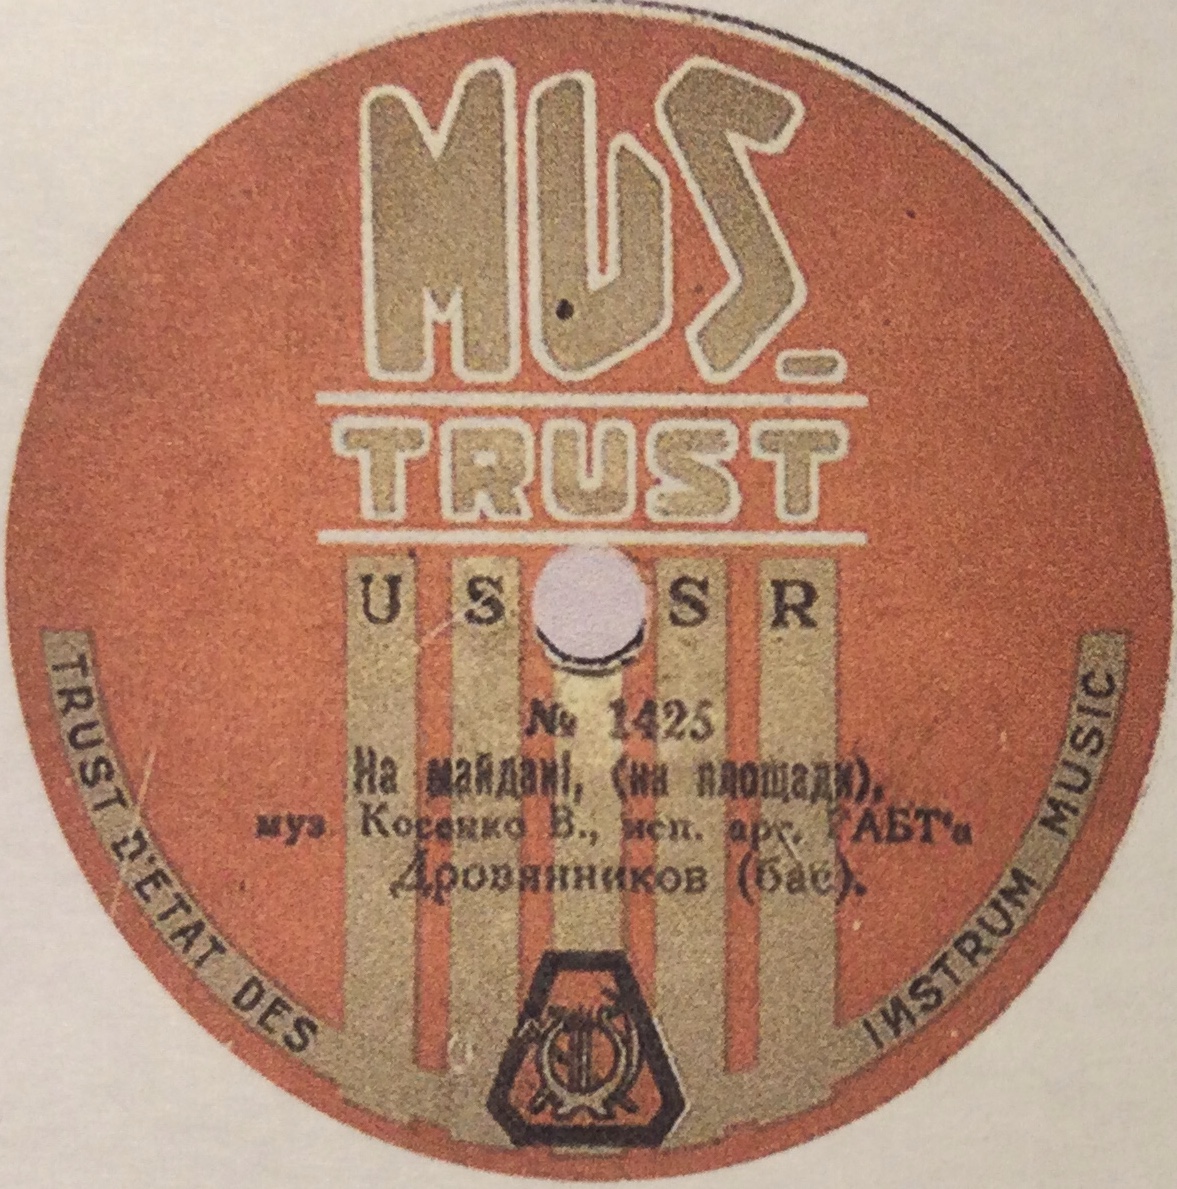 MUS.
TRUST
U S S R
№ 1425
На майдані, (на площади),
муз Косенко В., исп. арт. ГАБТ'а
Дровянников (бас).
TRUST D'ETAT DES
INSTRUM MUSIC